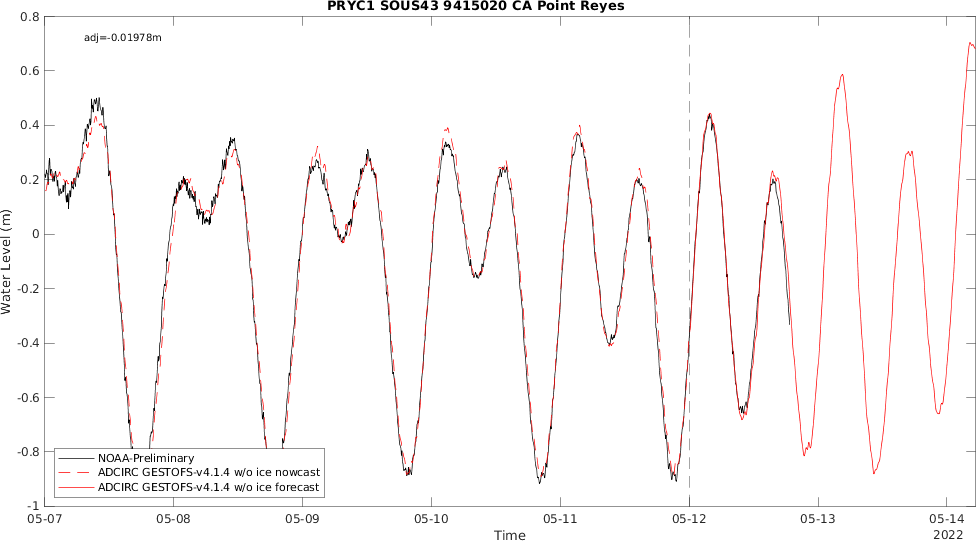 PRYC1 SOUS43 9415020 CA Point Reyes
adj=-0.01978m
0.8
0.6
0.4
0.2
0
-0.2
-0.4
-0.6
-0.8
-1
Water Level (m)
NOAA-Preliminary
ADCIRC GESTOFS-v4.1.4 w/o ice nowcast
ADCIRC GESTOFS-v4.1.4 w/o ice forecast
05-07 05-08 05-09 05-10 05-11 05-12 05-13 05-14
Time
2022